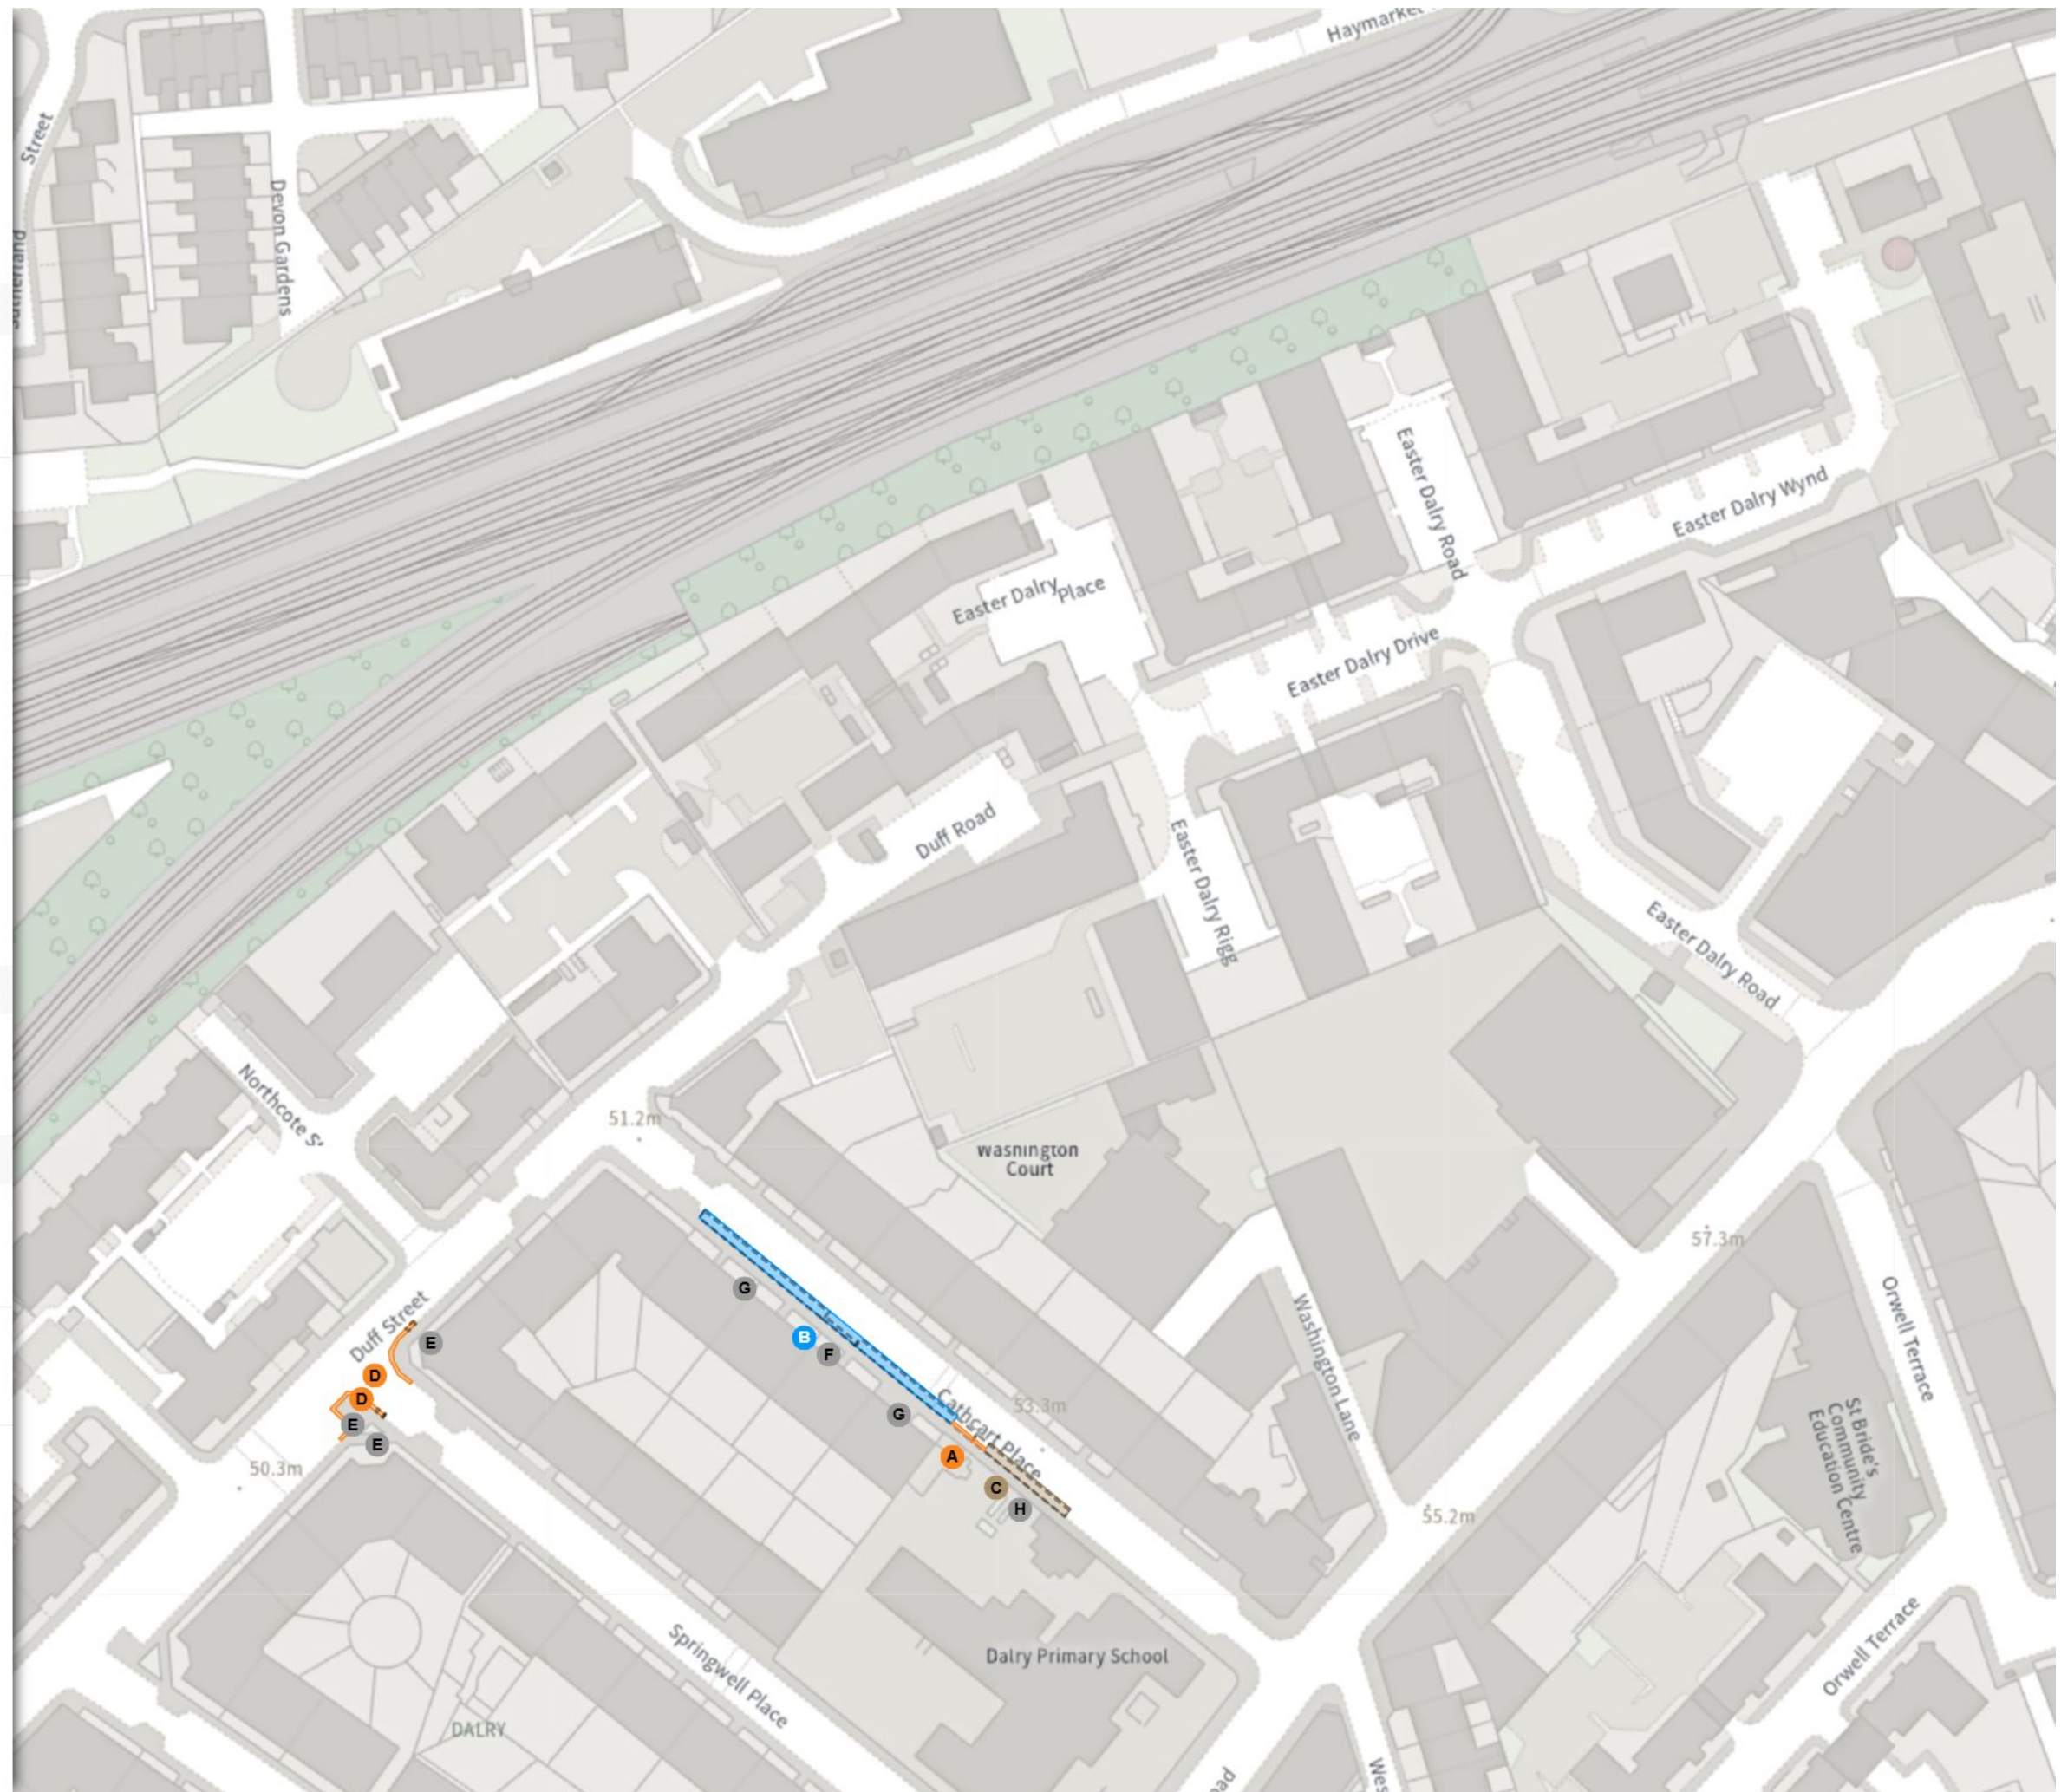 Haymarket
Street
Devon Gardens
Easter Dalry Road
Easter Dalry Wynd
Easter Dalry
Place
Easter Dalry Drive
Duff Road
Easter Dalry Rigg
Easter Dalry Road
Northcote St
51.2m
Washington
Court
57.3m
Orwell Terrace
Duff Street
G
B
F
E
D
D
E
E
G
A
C
H
Cathcart Place
53.3m
Washington Lane
St Bride's
Community
Education Centre
50.3m
55.2m
Springwell Place
Dalry Primary School
Orwell Terrace
DALRY
Wes
oad